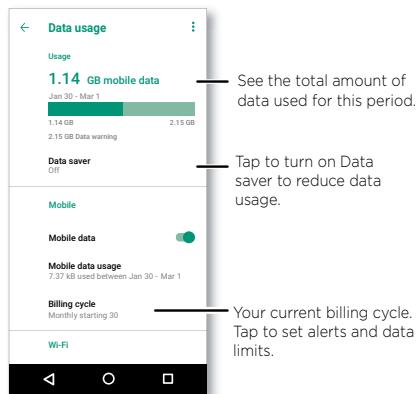 Data usage
Usage
1.14 GB mobile data
Jan 30 - Mar 1
1.14 GB 2.15 GB
2.15 GB Data warning
Data saver
Off
Mobile
Mobile data
Mobile data usage
7.37 kB used between Jan 30 - Mar 1
Billing cycle
Monthly starting 30
Wi-Fi
See the total amount of
data used for this period.
Tap to turn on Data
saver to reduce data
usage.
Your current billing cycle.
Tap to set alerts and data
limits.